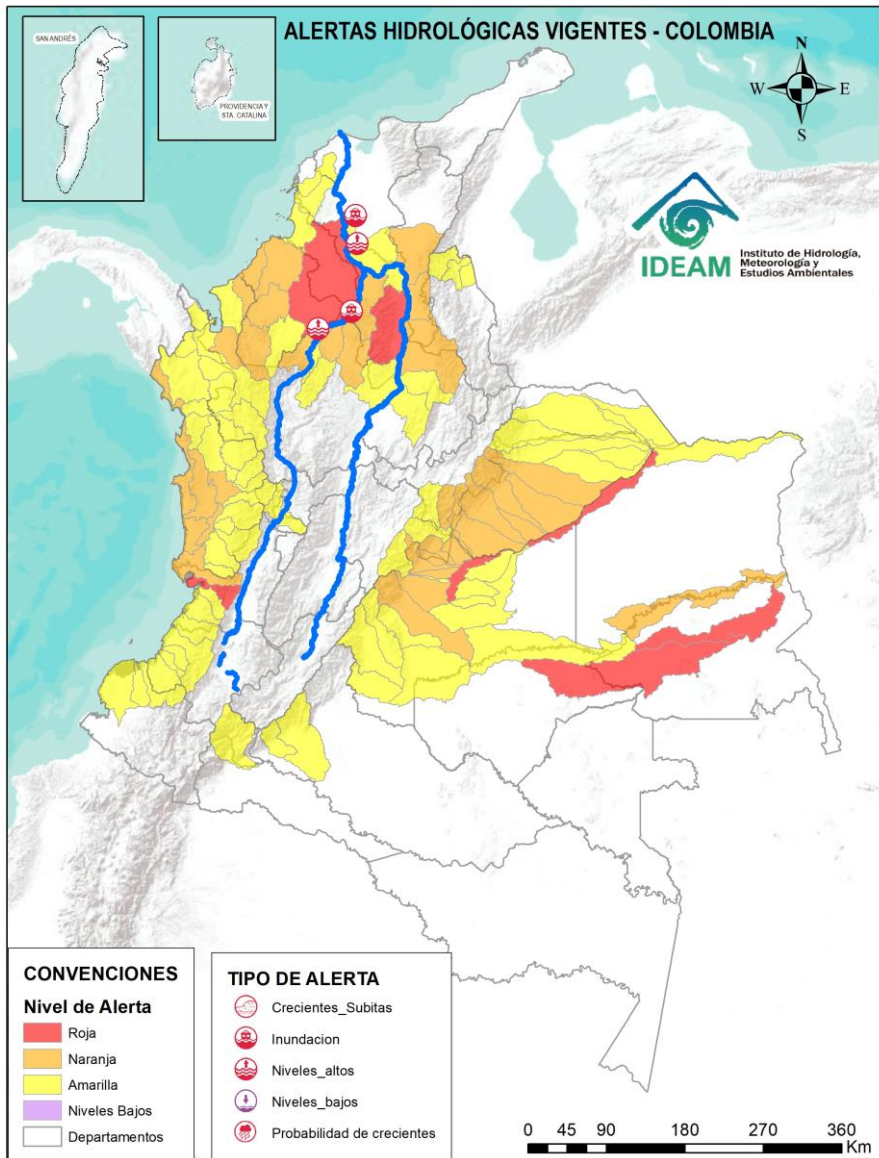 ALERTAS HIDROLÓGICAS VIGENTES - COLOMBIA
SAN ANDRÉS
PROVIDENCIA Y
STA. CATALINA
N
W
E
S
IDEAM
Instituto de Hidrología,
Meteorología y
Estudios Ambientales
CONVENCIONES
Nivel de Alerta
Roja
Naranja
Amarilla
Niveles Bajos
Departamentos
TIPO DE ALERTA
Crecientes_Subitas
Inundacion
Niveles_altos
Niveles_bajos
Probabilidad de crecientes
0 45 90 180 270 360
Km